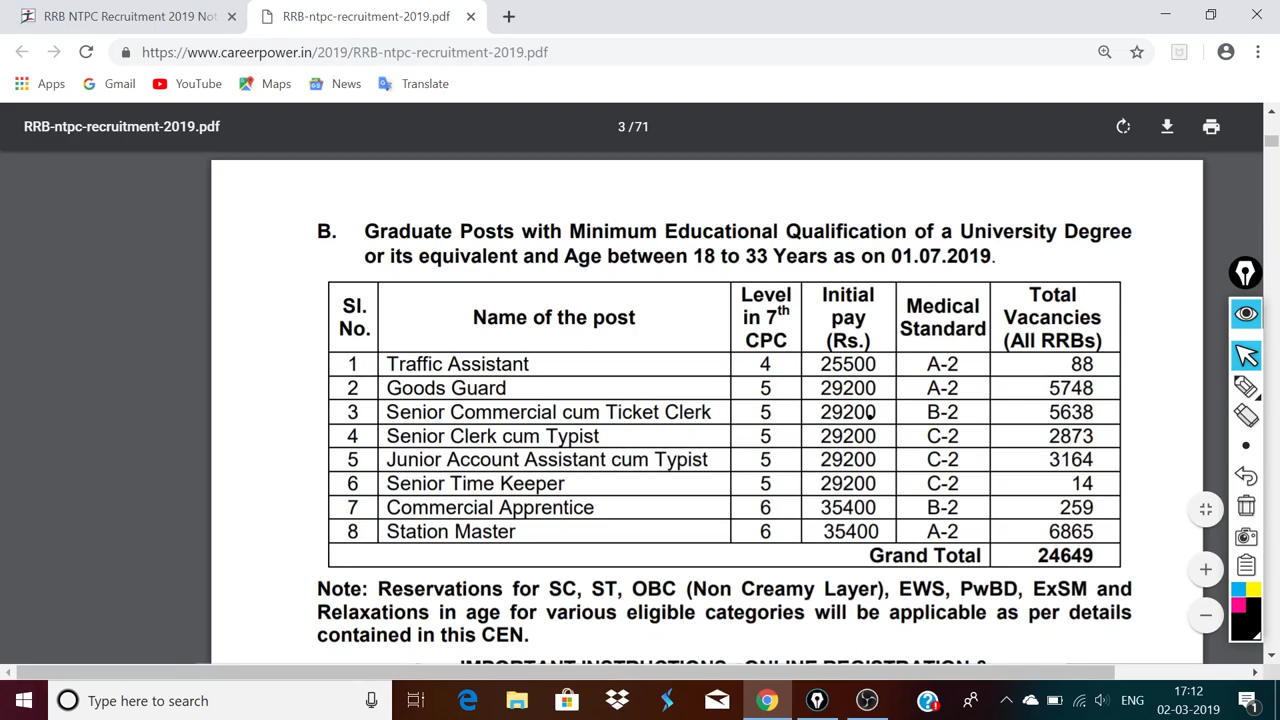 RRB NTPC Recruitment 2019 Not
RRB-ntpc-recruitment-2019.pdf
https://www.careerpower.in/2019/RRB-ntpc-recruitment-2019.pdf
Apps Gmail YouTube Maps News Translate
RRB-ntpc-recruitment-2019.pdf 3 / 71
B. Graduate Posts with Minimum Educational Qualification of a University Degree
or its equivalent and Age between 18 to 33 Years as on 01.07.2019.
Sl. No. Name of the post Level in 7th CPC Initial pay (Rs.) Medical Standard Total Vacancies (All RRBs)
1 Traffic Assistant 4 25500 A-2 88
2 Goods Guard 5 29200 A-2 5748
3 Senior Commercial cum Ticket Clerk 5 29200 B-2 5638
4 Senior Clerk cum Typist 5 29200 C-2 2873
5 Junior Account Assistant cum Typist 5 29200 C-2 3164
6 Senior Time Keeper 5 29200 C-2 14
7 Commercial Apprentice 6 35400 B-2 259
8 Station Master 6 35400 A-2 6865
Grand Total 24649
Note: Reservations for SC, ST, OBC (Non Creamy Layer), EWS, PwBD, ExSM and
Relaxations in age for various eligible categories will be applicable as per details
contained in this CEN.
IMPORTANT INSTRUCTIONS - ONLINE REGISTRATION &
Type here to search
ENG
17:12
02-03-2019
1